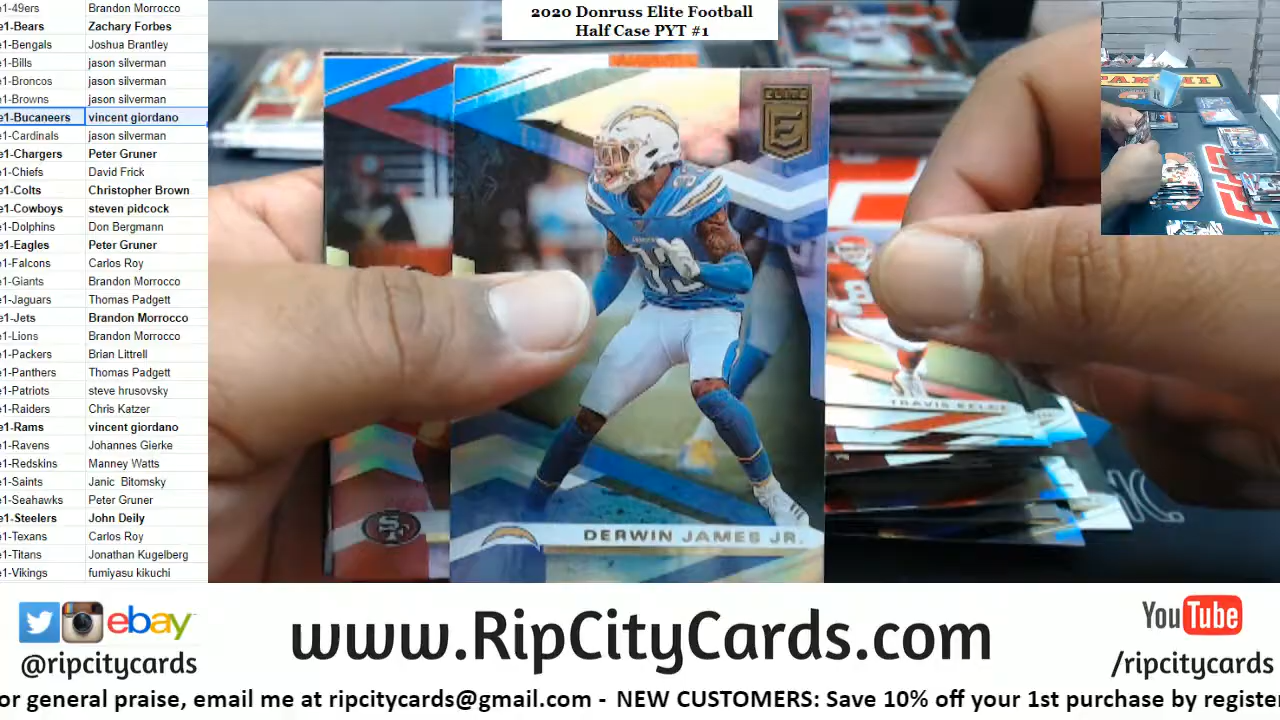 e1-49ers Brandon Morrocco
e1-Bears Zachary Forbes
e1-Bengals Joshua Brantley
e1-Bills jason silverman
e1-Broncos jason silverman
e1-Browns jason silverman
e1-Bucaneers vincent giordano
e1-Cardinals jason silverman
e1-Chargers Peter Gruner
e1-Chiefs David Frick
e1-Colts Christopher Brown
e1-Cowboys steven pidcock
e1-Dolphins Don Bergmann
e1-Eagles Peter Gruner
e1-Falcons Carlos Roy
e1-Giants Brandon Morrocco
e1-Jaguars Thomas Padgett
e1-Jets Brandon Morrocco
e1-Lions Brandon Morrocco
e1-Packers Brian Littrell
e1-Panthers Thomas Padgett
e1-Patriots steve hrusovsky
e1-Raiders Chris Katzer
e1-Rams vincent giordano
e1-Ravens Johannes Gierke
e1-Redskins Manney Watts
e1-Saints Janic Bitomsky
e1-Seahawks Peter Gruner
e1-Steelers John Deily
e1-Texans Carlos Roy
e1-Titans Jonathan Kugelberg
e1-Vikings fumiyasu kikuchi
2020 Donruss Elite Football
Half Case PYT #1
ELITE
E
33
8
TRAVIS KELCE
SF
DERWIN JAMES JR.
PANINI
ebay
@ripcitycards
www.RipCityCards.com
YouTube
/ripcitycards
or general praise, email me at ripcitycards@gmail.com - NEW CUSTOMERS: Save 10% off your 1st purchase by register